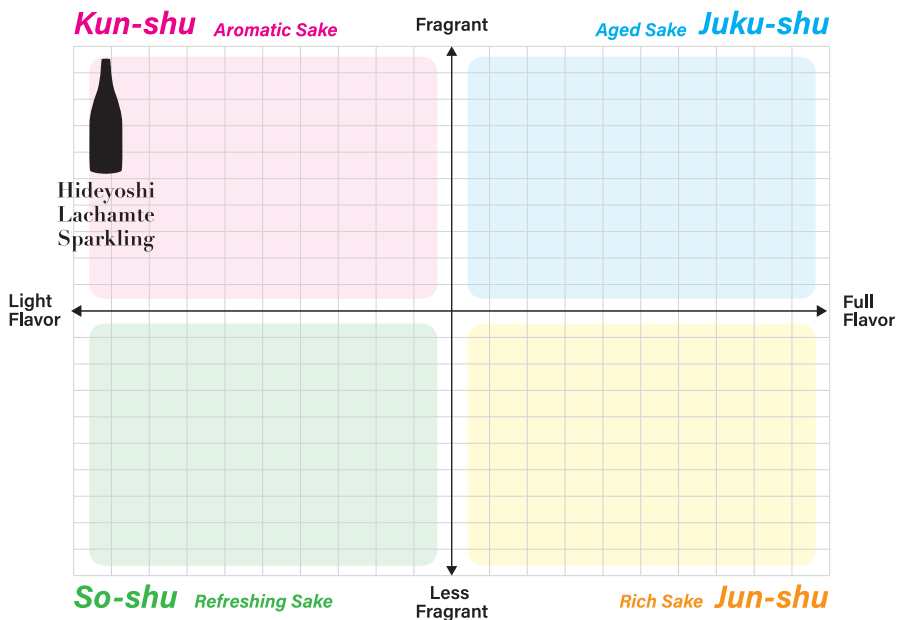 Kun-shu Aromatic Sake
Fragrant
Aged Sake Juku-shu
Hideyoshi
Lachamte
Sparkling
Light
Flavor
Full
Flavor
So-shu Refreshing Sake
Less
Fragrant
Rich Sake Jun-shu